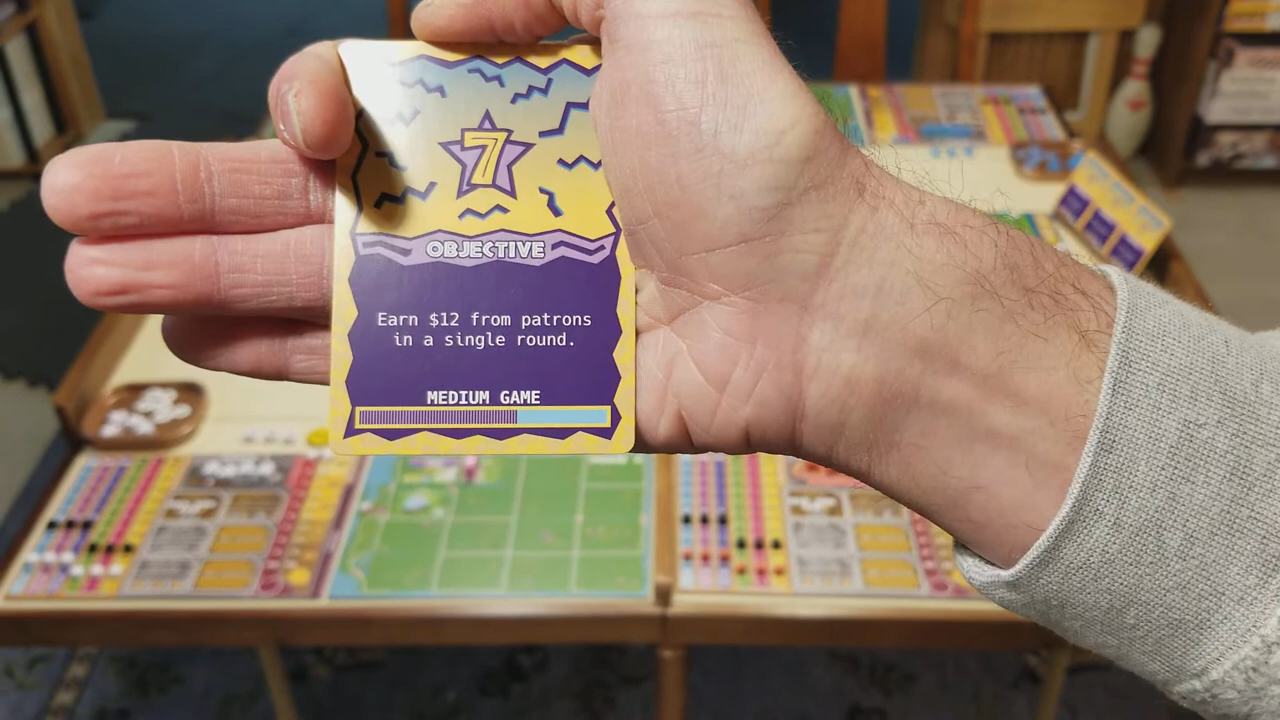 7
OBJECTIVE
Earn $12 from patrons
in a single round.
MEDIUM GAME